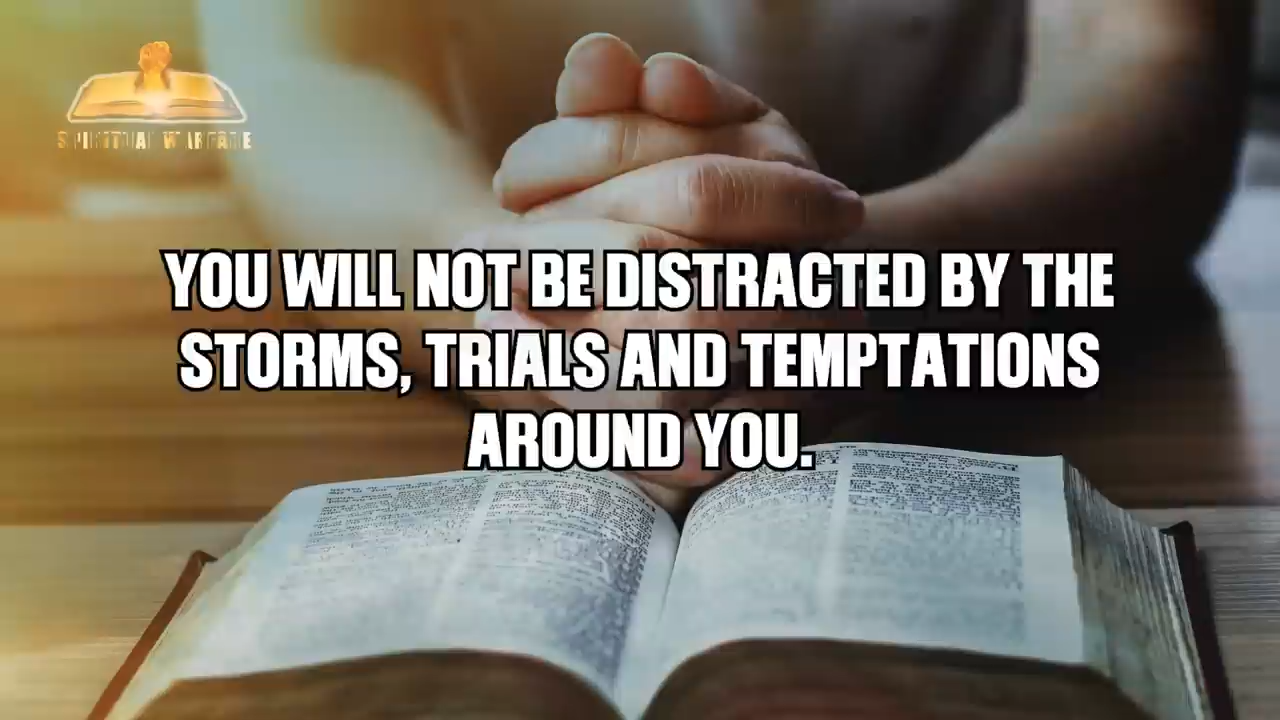 SPIRITUAL WARFARE
YOU WILL NOT BE DISTRACTED BY THE
STORMS, TRIALS AND TEMPTATIONS
AROUND YOU.